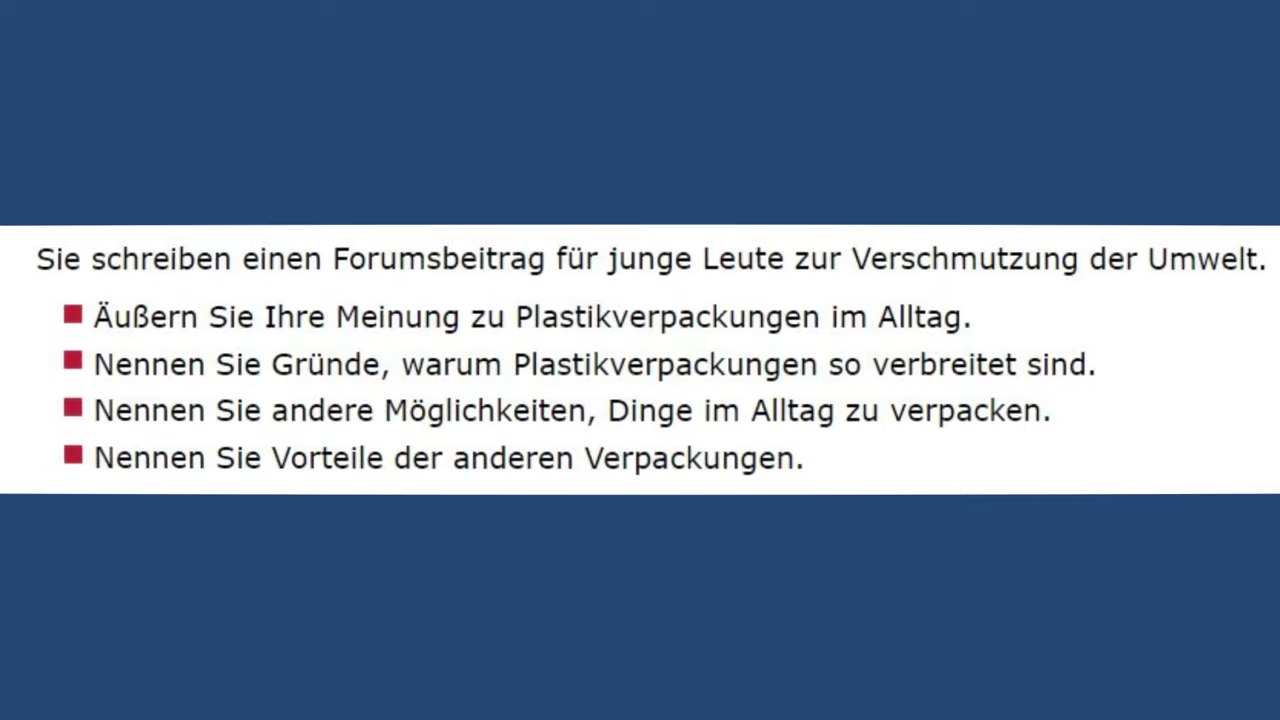 Sie schreiben einen Forumsbeitrag für junge Leute zur Verschmutzung der Umwelt.
Äußern Sie Ihre Meinung zu Plastikverpackungen im Alltag.
Nennen Sie Gründe, warum Plastikverpackungen so verbreitet sind.
Nennen Sie andere Möglichkeiten, Dinge im Alltag zu verpacken.
Nennen Sie Vorteile der anderen Verpackungen.